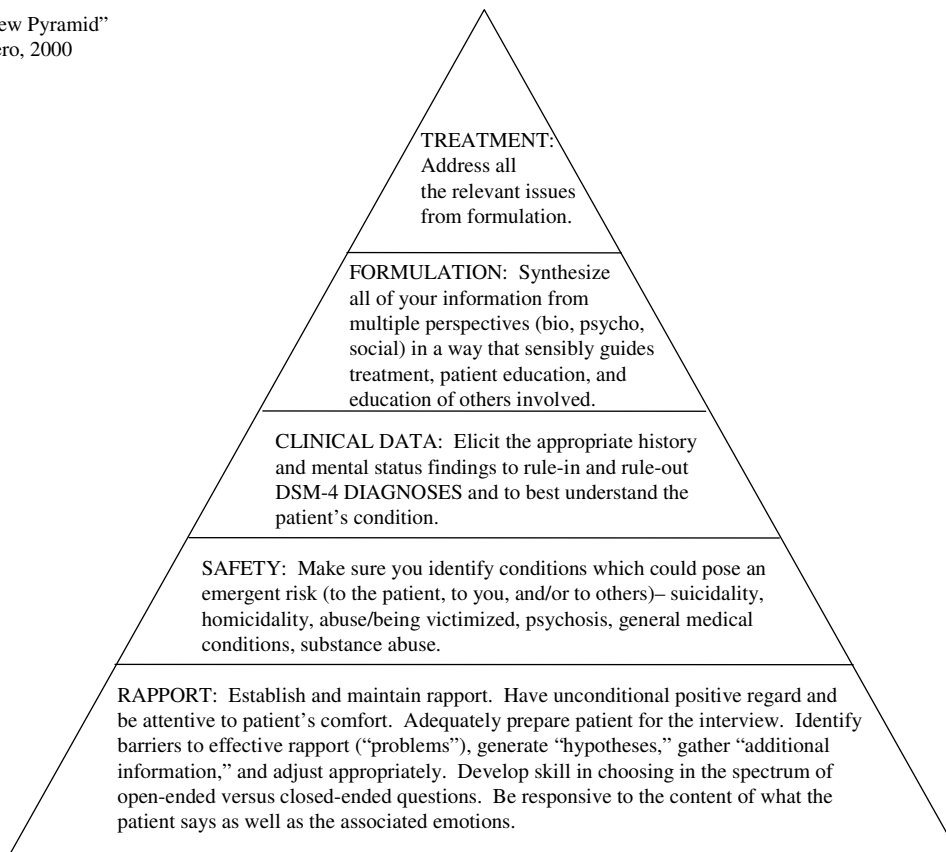 ew Pyramid”
ero, 2000
TREATMENT:
Address all
the relevant issues
from formulation.
FORMULATION: Synthesize
all of your information from
multiple perspectives (bio, psycho,
social) in a way that sensibly guides
treatment, patient education, and
education of others involved.
CLINICAL DATA: Elicit the appropriate history
and mental status findings to rule-in and rule-out
DSM-4 DIAGNOSES and to best understand the
patient’s condition.
SAFETY: Make sure you identify conditions which could pose an
emergent risk (to the patient, to you, and/or to others)– suicidality,
homicidality, abuse/being victimized, psychosis, general medical
conditions, substance abuse.
RAPPORT: Establish and maintain rapport. Have unconditional positive regard and
be attentive to patient’s comfort. Adequately prepare patient for the interview. Identify
barriers to effective rapport (“problems”), generate “hypotheses,” gather “additional
information,” and adjust appropriately. Develop skill in choosing in the spectrum of
open-ended versus closed-ended questions. Be responsive to the content of what the
patient says as well as the associated emotions.